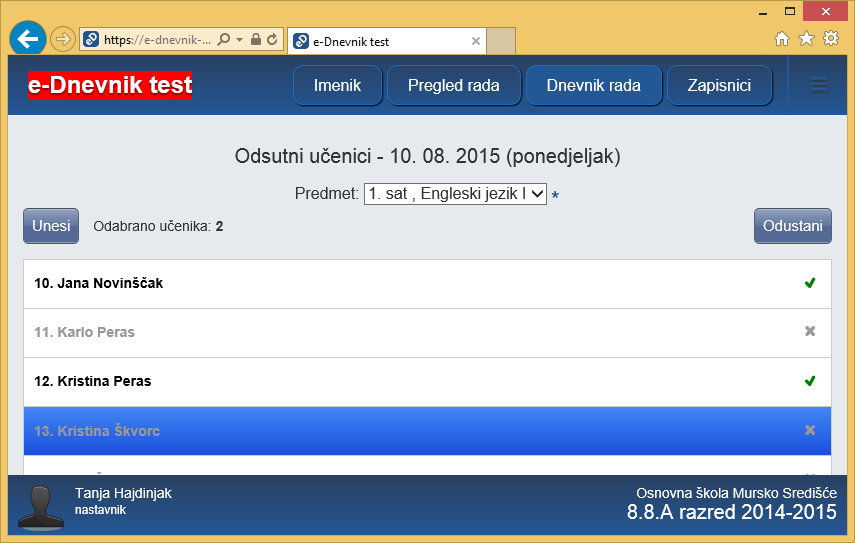 https://e-dnevnik-...
e-Dnevnik test
e-Dnevnik test
Imenik
Pregled rada
Dnevnik rada
Zapisnici
Odsutni učenici - 10. 08. 2015 (ponedjeljak)
Predmet: 1. sat , Engleski jezik I *
Unesi
Odabrano učenika: 2
Odustani
10. Jana Novinščak
11. Karlo Peras
12. Kristina Peras
13. Kristina Škvorc
Tanja Hajdinjak
nastavnik
Osnovna škola Mursko Središće
8.8.A razred 2014-2015